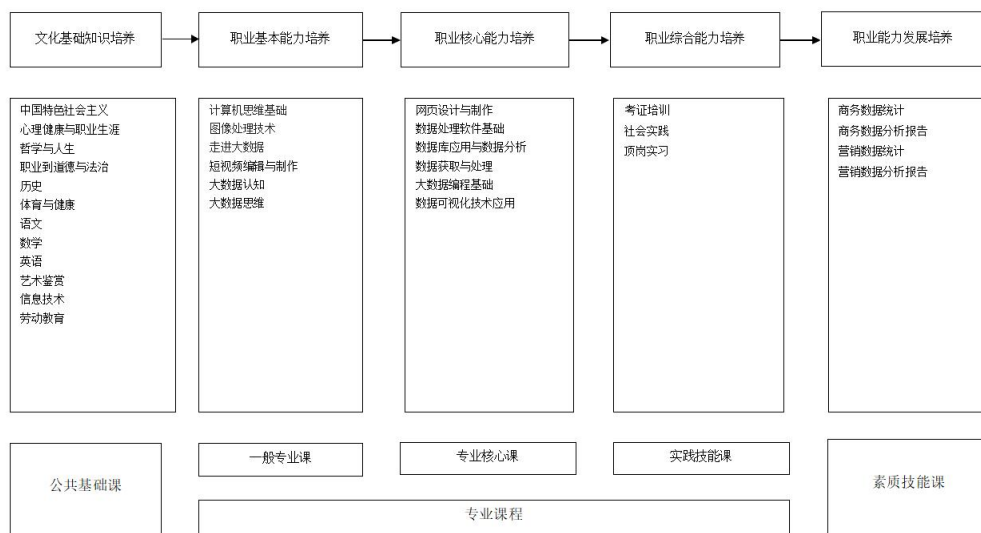 文化基础知识培养
职业基本能力培养
职业核心能力培养
职业综合能力培养
职业能力发展培养
中国特色社会主义
心理健康与职业生涯
哲学与人生
职业到道德与法治
历史
体育与健康
语文
数学
英语
艺术鉴赏
信息技术
劳动教育
计算机思维基础
图像处理技术
走进大数据
短视频编辑与制作
大数据认知
大数据思维
网页设计与制作
数据处理软件基础
数据库应用与数据分析
数据获取与处理
大数据编程基础
数据可视化技术应用
考证培训
社会实践
顶岗实习
商务数据统计
商务数据分析报告
营销数据统计
营销数据分析报告
公共基础课
一般专业课
专业核心课
实践技能课
素质技能课
专业课程